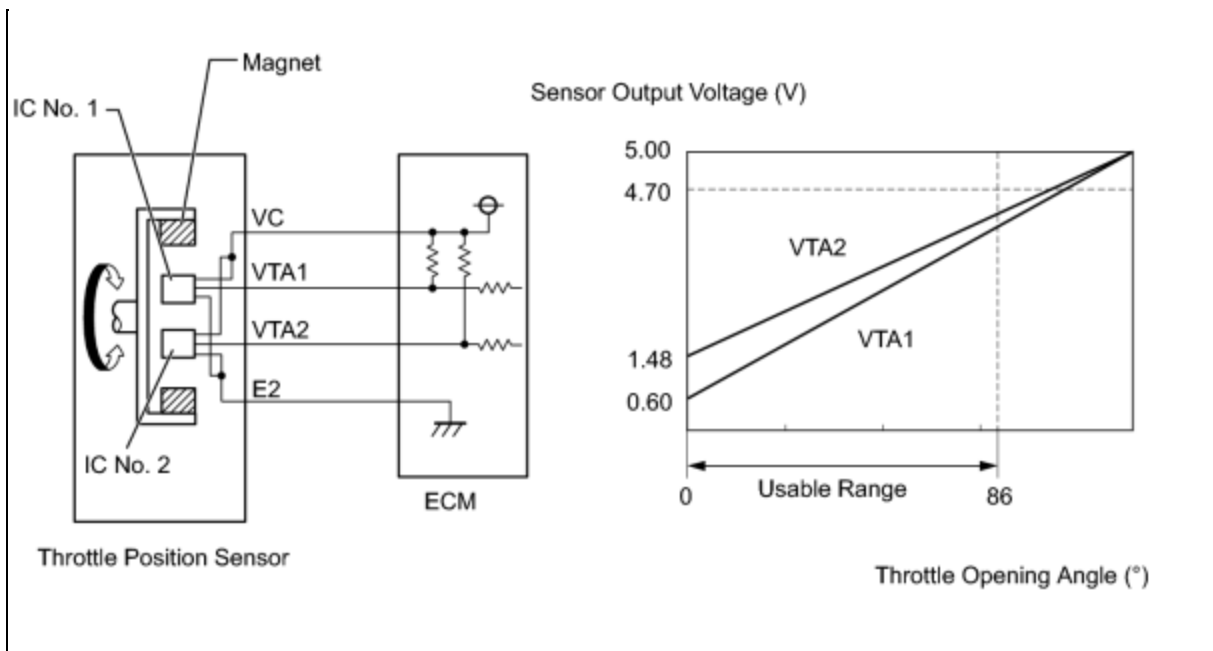 Magnet
IC No. 1
VC
VTA1
VTA2
E2
IC No. 2
ECM
Throttle Position Sensor
Sensor Output Voltage (V)
5.00
4.70
VTA2
VTA1
1.48
0.60
Usable Range
0
86
Throttle Opening Angle (°)